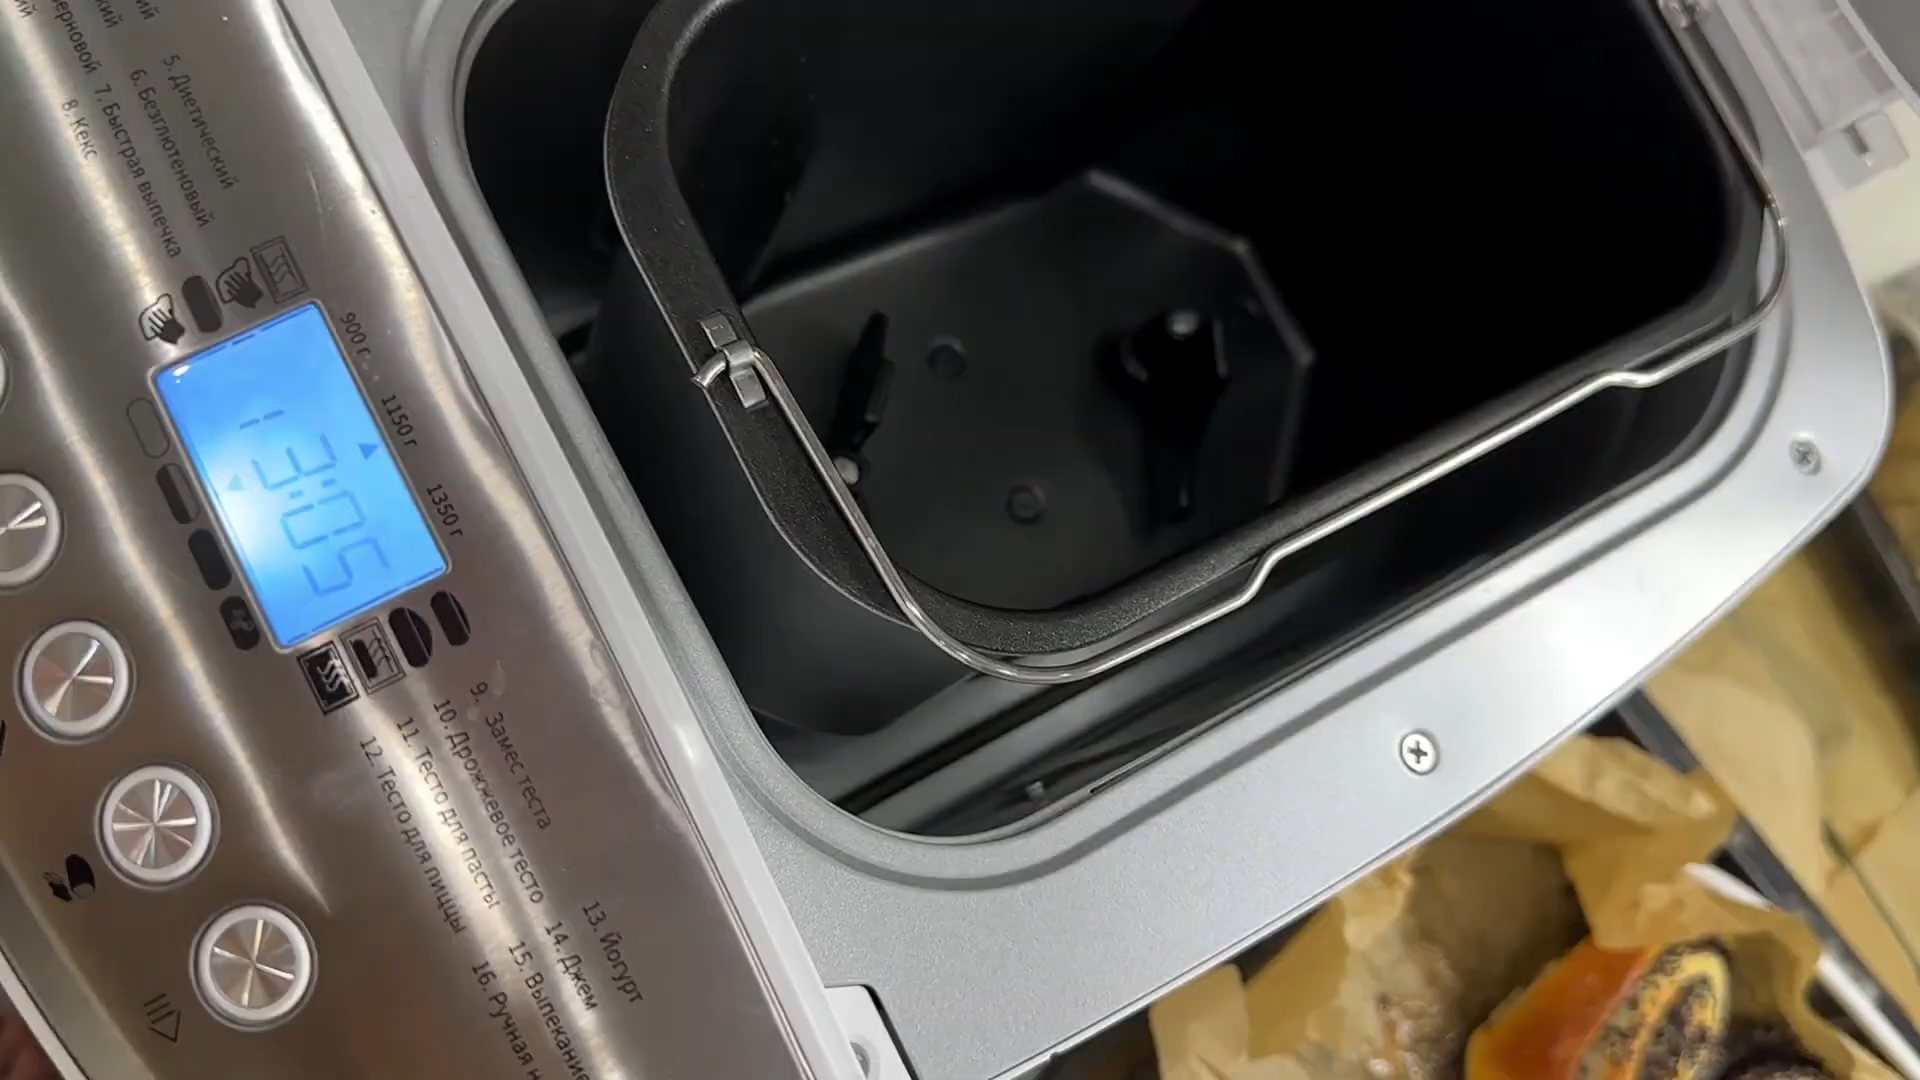 5. Диетический
6. Безглютеновый
7. Быстрая выпечка
8. Кекс
900 г
1150 г
1350 г
1 3:05
9. Замес теста
10. Дрожжевое тесто
11. Тесто для пасты
12. Тесто для пиццы
13. Йогурт
14. Джем
15. Выпекание
16. Ручная